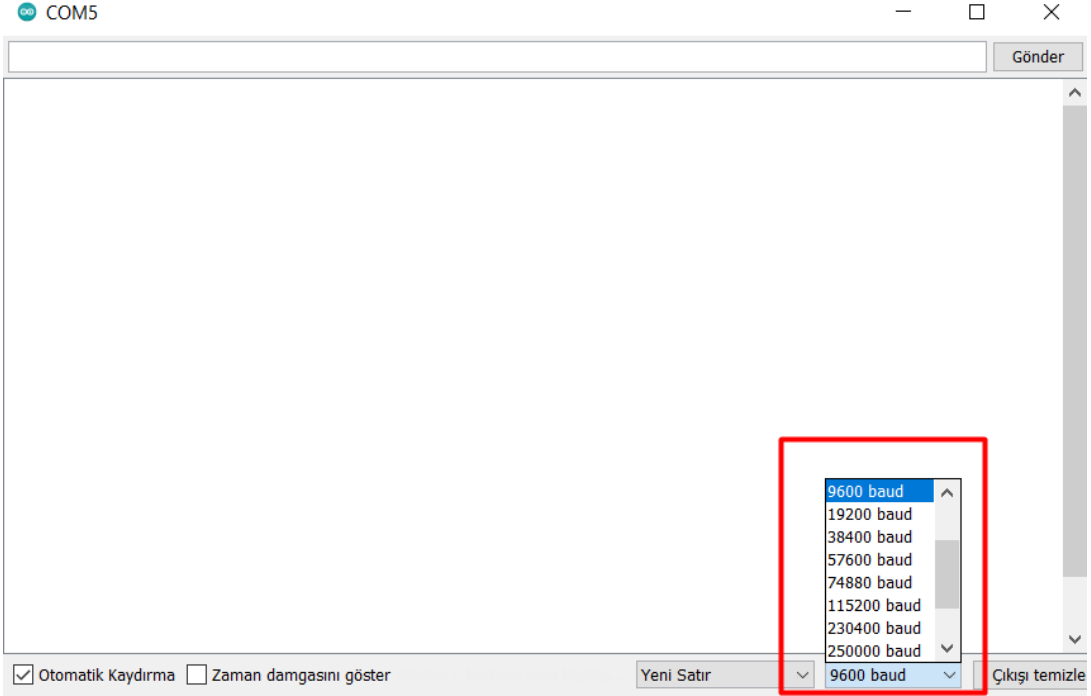 COM5
Gönder
9600 baud
19200 baud
38400 baud
57600 baud
74880 baud
115200 baud
230400 baud
250000 baud
Otomatik Kaydırma Zaman damgasını göster Yeni Satır 9600 baud Çıkışı temizle